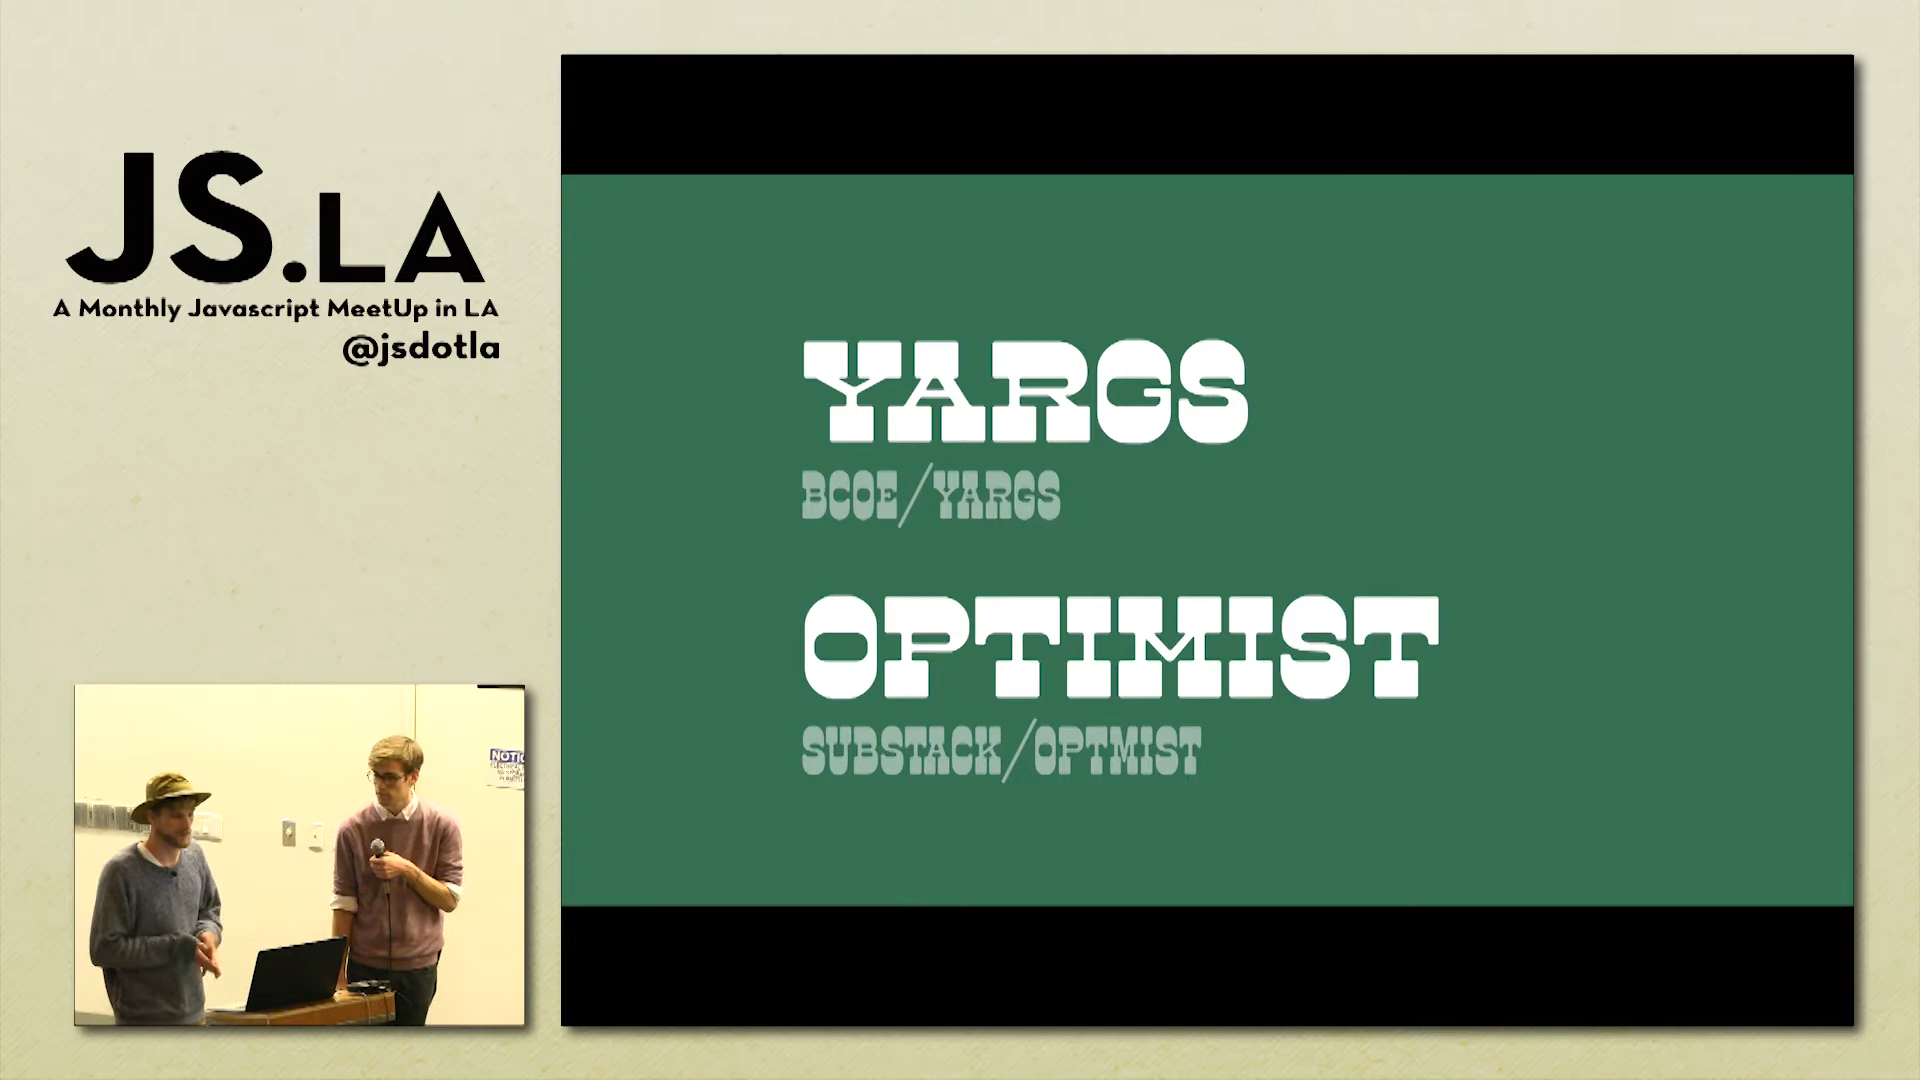 JS.LA
A Monthly Javascript MeetUp in LA
@jsdotla
YARGS
BCOE/YARGS
OPTIMIST
SUBSTACK/OPTMIST